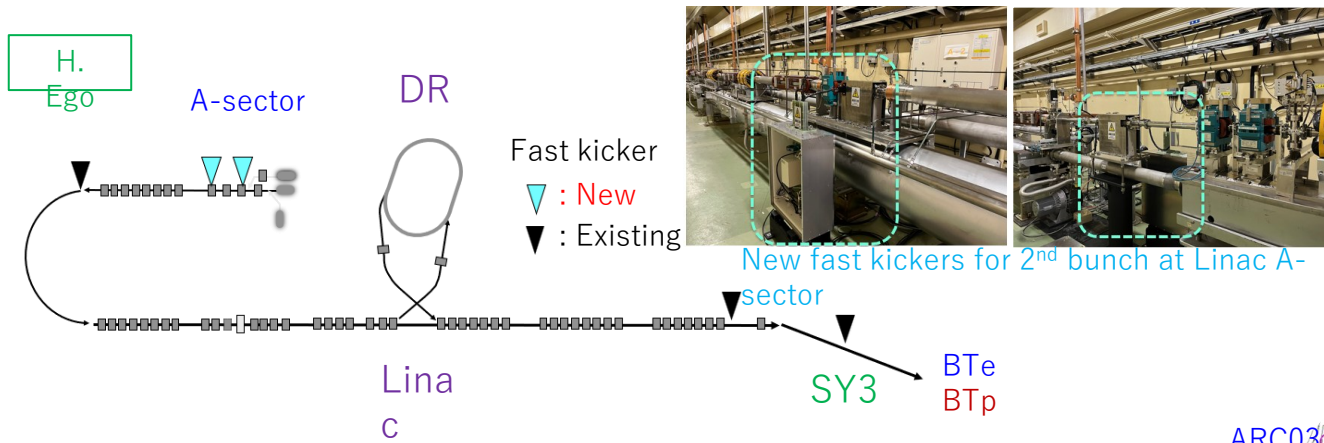 H.
Ego
A-sector
DR
Fast kicker
: New
: Existing
New fast kickers for 2nd bunch at Linac A-
sector
Lina
c
SY3
BTe
BTp
ARC03